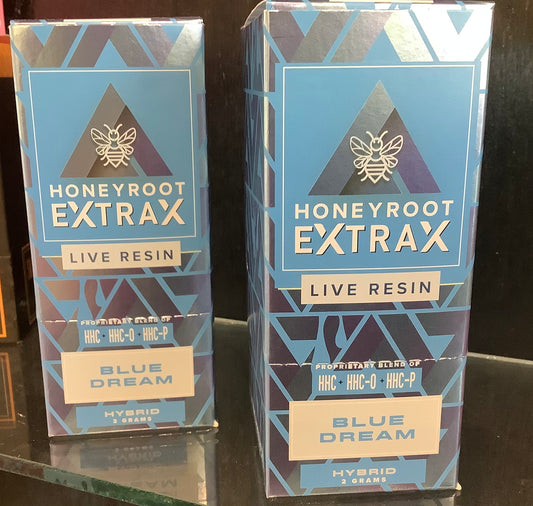 HONEYROOT
EXTRAX
LIVE RESIN
PROPRIETARY BLEND OF
HHC + HHC-O + HHC-P
BLUE
DREAM
HYBRID
2 GRAMS
HONEYROOT
EXTRAX
LIVE RESIN
PROPRIETARY BLEND OF
HHC + HHC-O + HHC-P
BLUE
DREAM
HYBRID
2 GRAMS